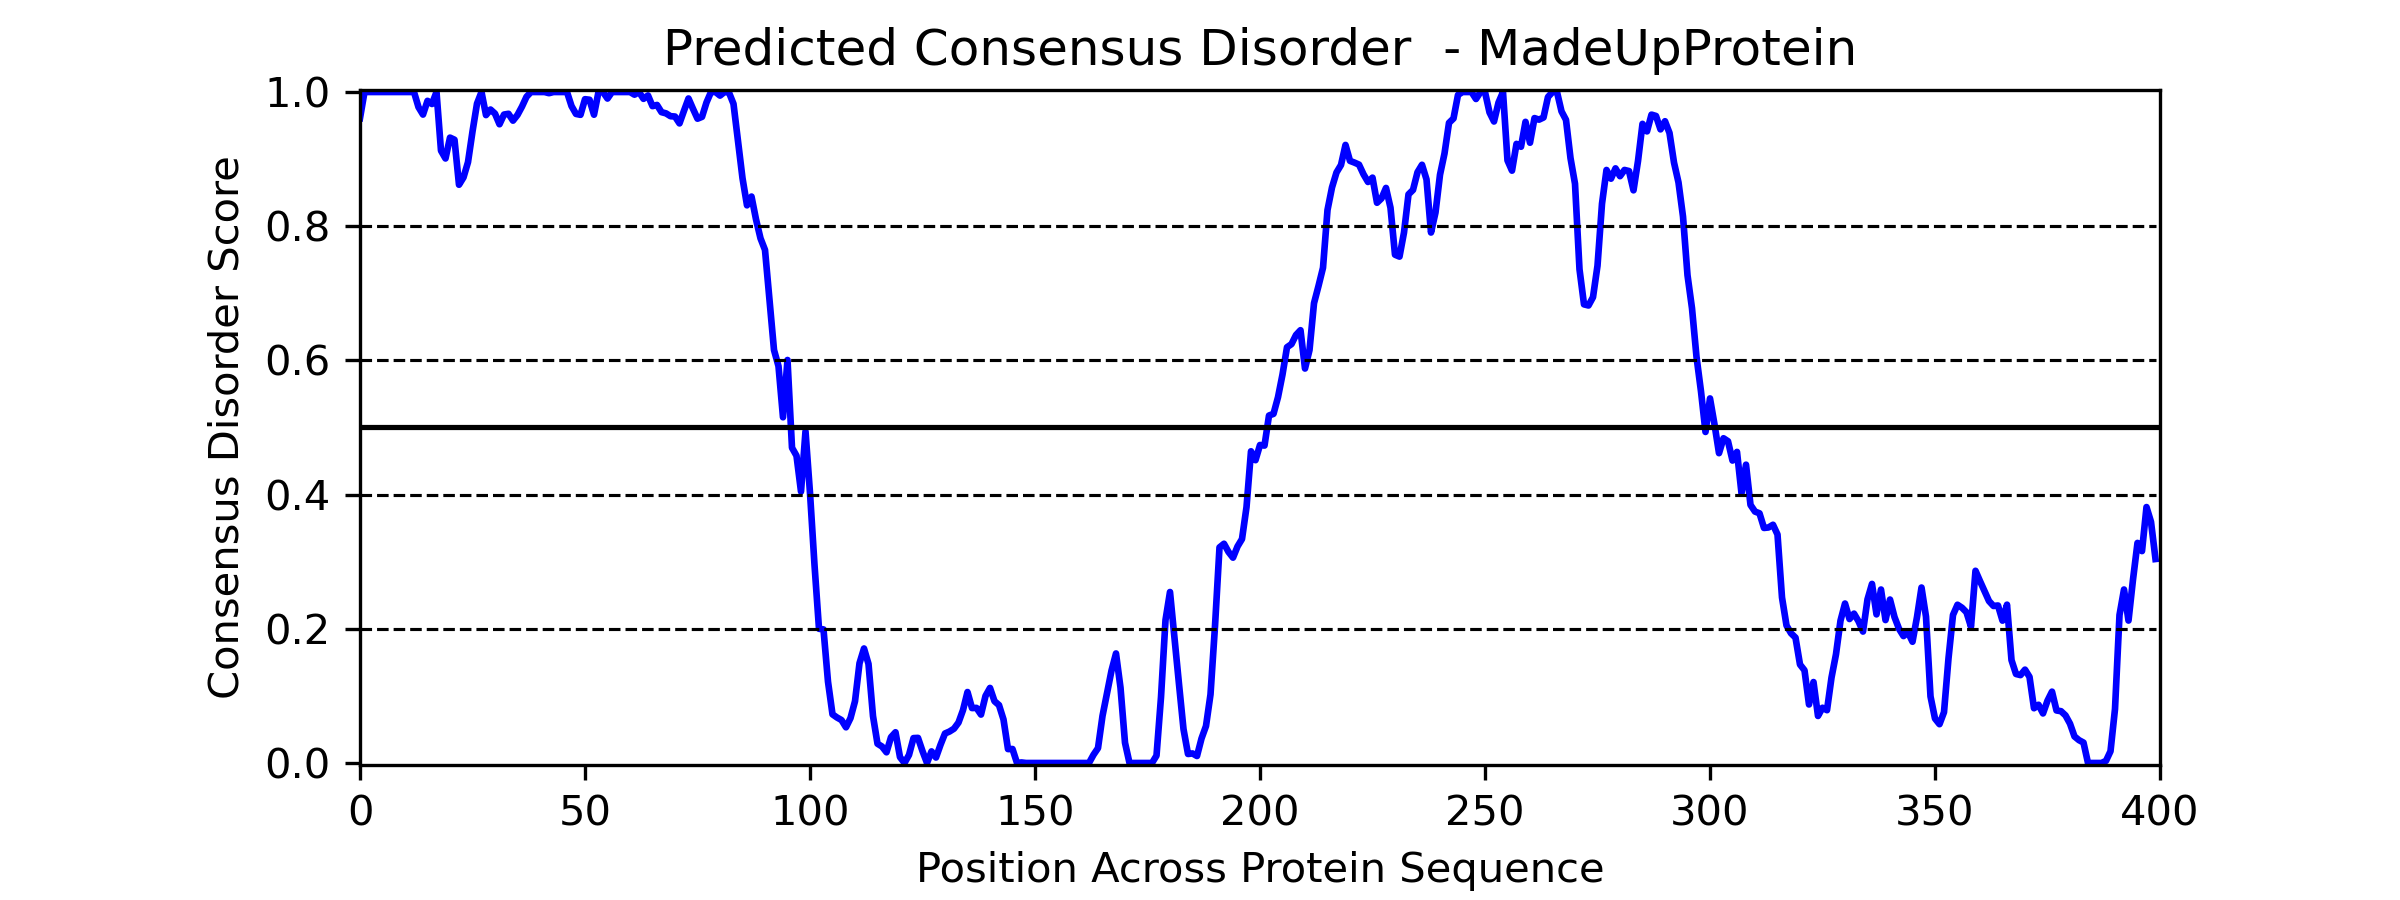 Predicted Consensus Disorder  - MadeUpProtein
Consensus Disorder Score
1.0
0.8
0.6
0.4
0.2
0.0
0 50 100 150 200 250 300 350 400
Position Across Protein Sequence